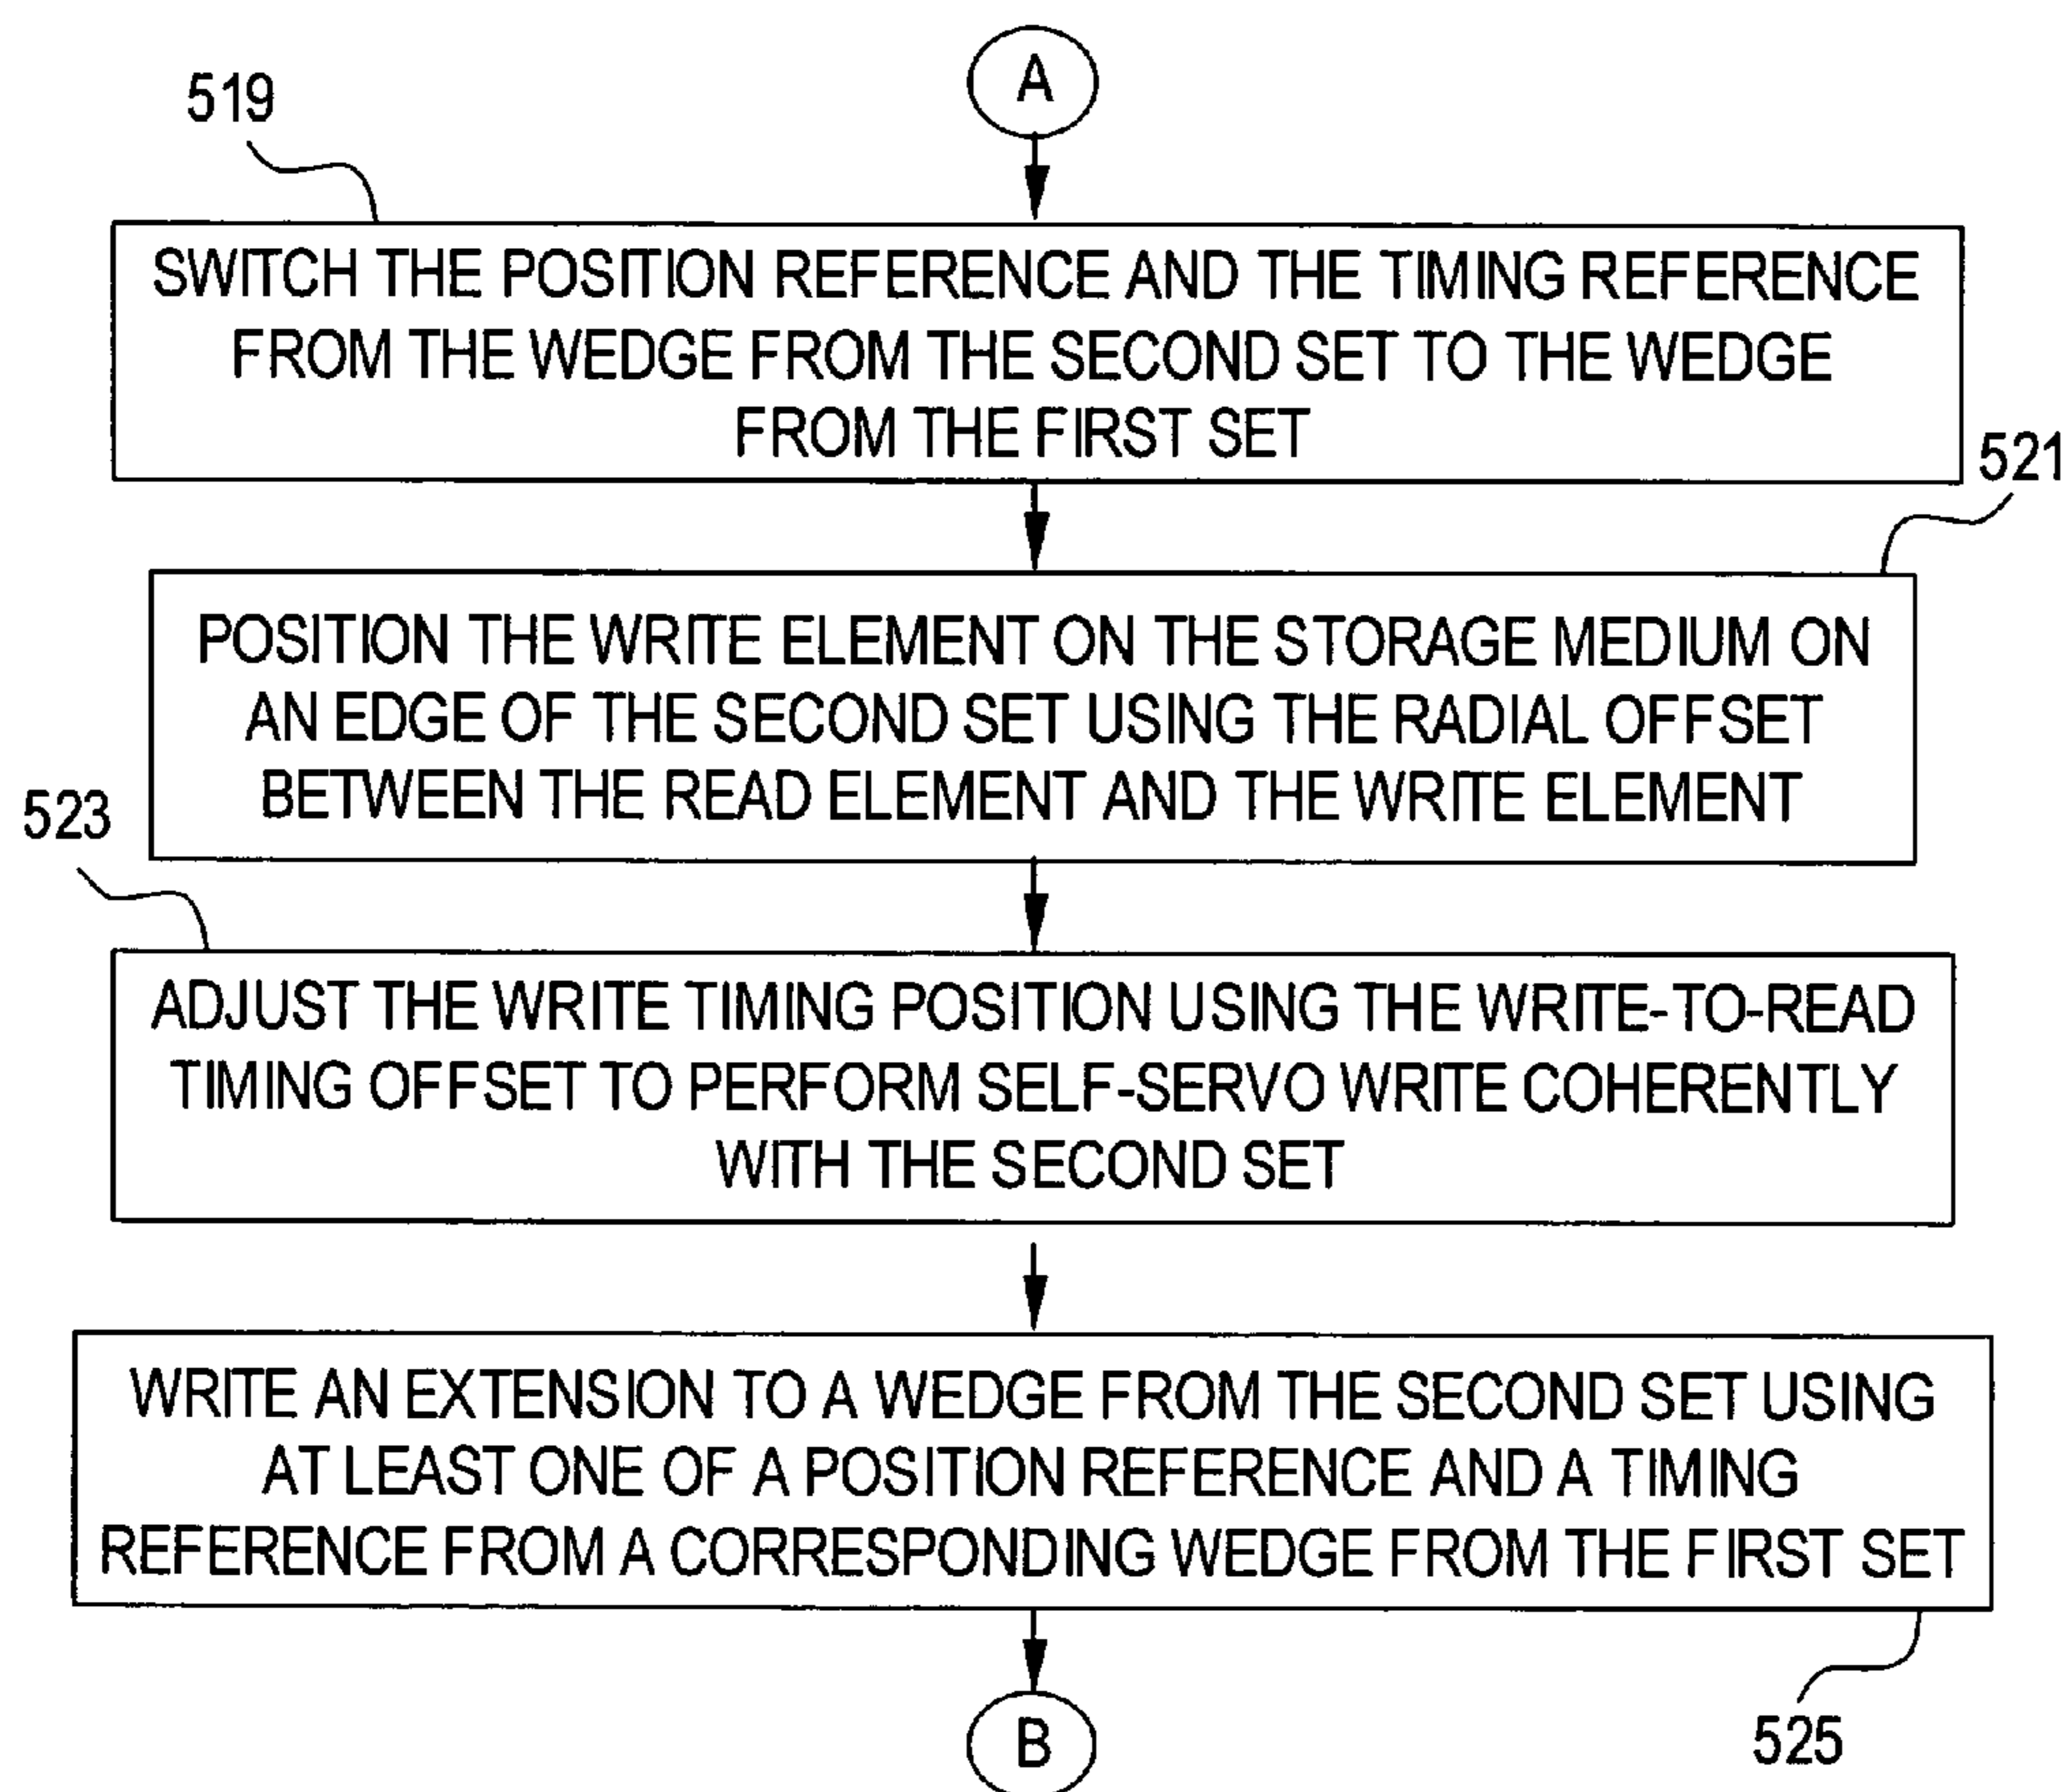 A
519
SWITCH THE POSITION REFERENCE AND THE TIMING REFERENCE
FROM THE WEDGE FROM THE SECOND SET TO THE WEDGE
FROM THE FIRST SET
521
POSITION THE WRITE ELEMENT ON THE STORAGE MEDIUM ON
AN EDGE OF THE SECOND SET USING THE RADIAL OFFSET
BETWEEN THE READ ELEMENT AND THE WRITE ELEMENT
523
ADJUST THE WRITE TIMING POSITION USING THE WRITE-TO-READ
TIMING OFFSET TO PERFORM SELF-SERVO WRITE COHERENTLY
WITH THE SECOND SET
WRITE AN EXTENSION TO A WEDGE FROM THE SECOND SET USING
AT LEAST ONE OF A POSITION REFERENCE AND A TIMING
REFERENCE FROM A CORRESPONDING WEDGE FROM THE FIRST SET
525
B